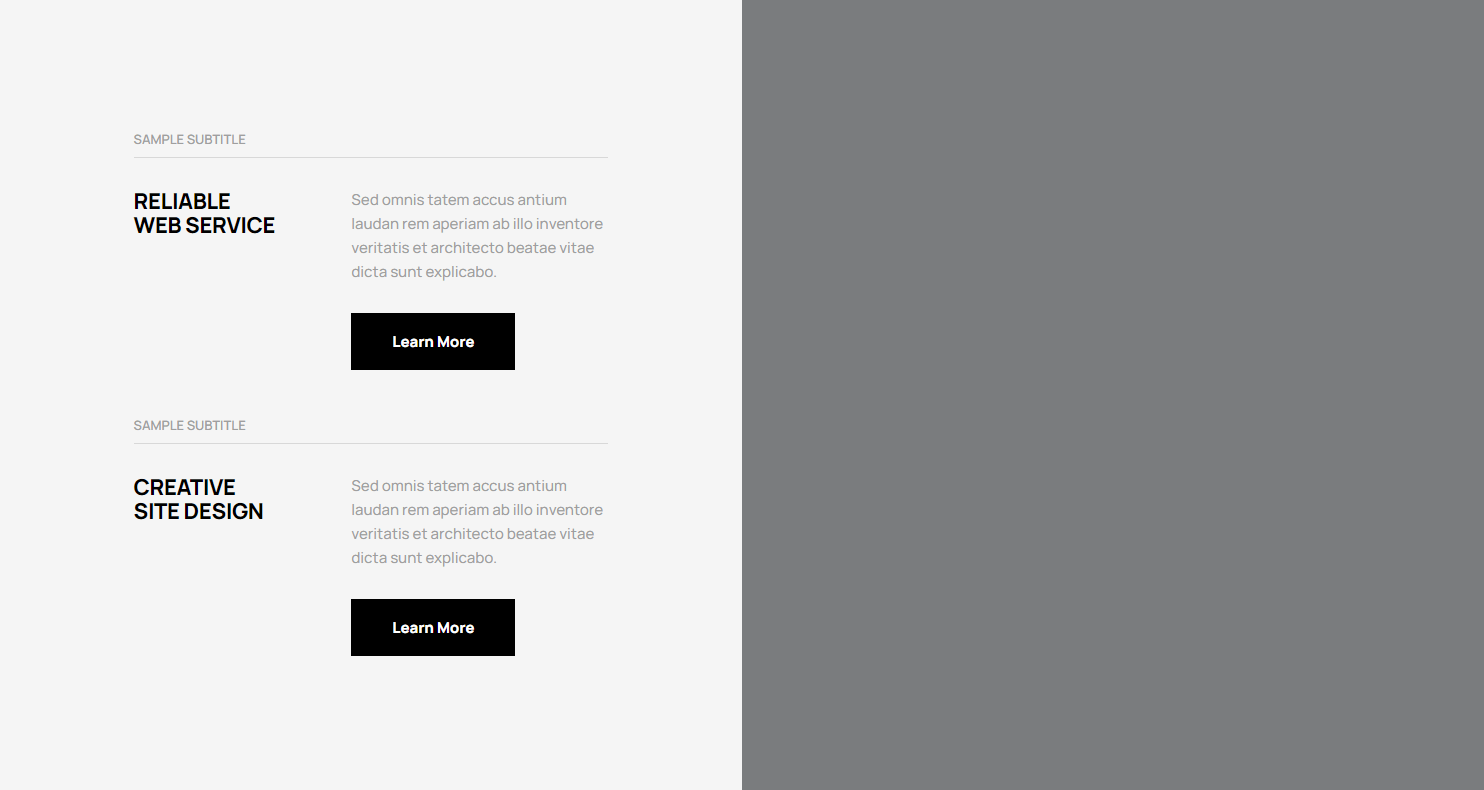 SAMPLE SUBTITLE
RELIABLE
WEB SERVICE
Sed omnis tatem accus antium
laudan rem aperiam ab illo inventore
veritatis et architecto beatae vitae
dicta sunt explicabo.
Learn More
SAMPLE SUBTITLE
CREATIVE
SITE DESIGN
Sed omnis tatem accus antium
laudan rem aperiam ab illo inventore
veritatis et architecto beatae vitae
dicta sunt explicabo.
Learn More